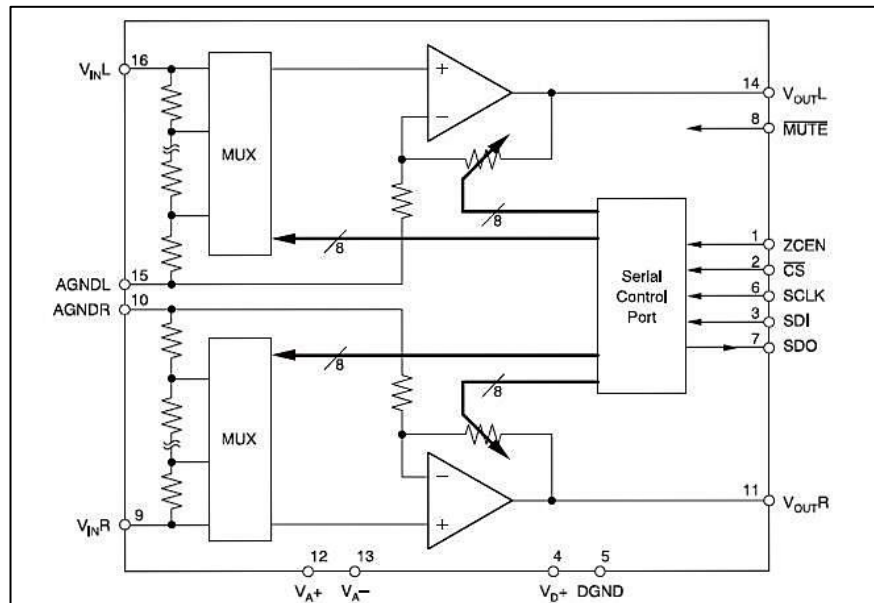 16
VINL
MUX
+
−
14
VOUTL
8
MUTE
8
8
Serial
Control
Port
1
ZCEN
2
CS
6
SCLK
3
SDI
7
SDO
AGNDL
15
AGNDR
10
8
8
MUX
−
+
VINR
9
11
VOUTR
12
13
4
5
VA+
VA−
VD+
DGND